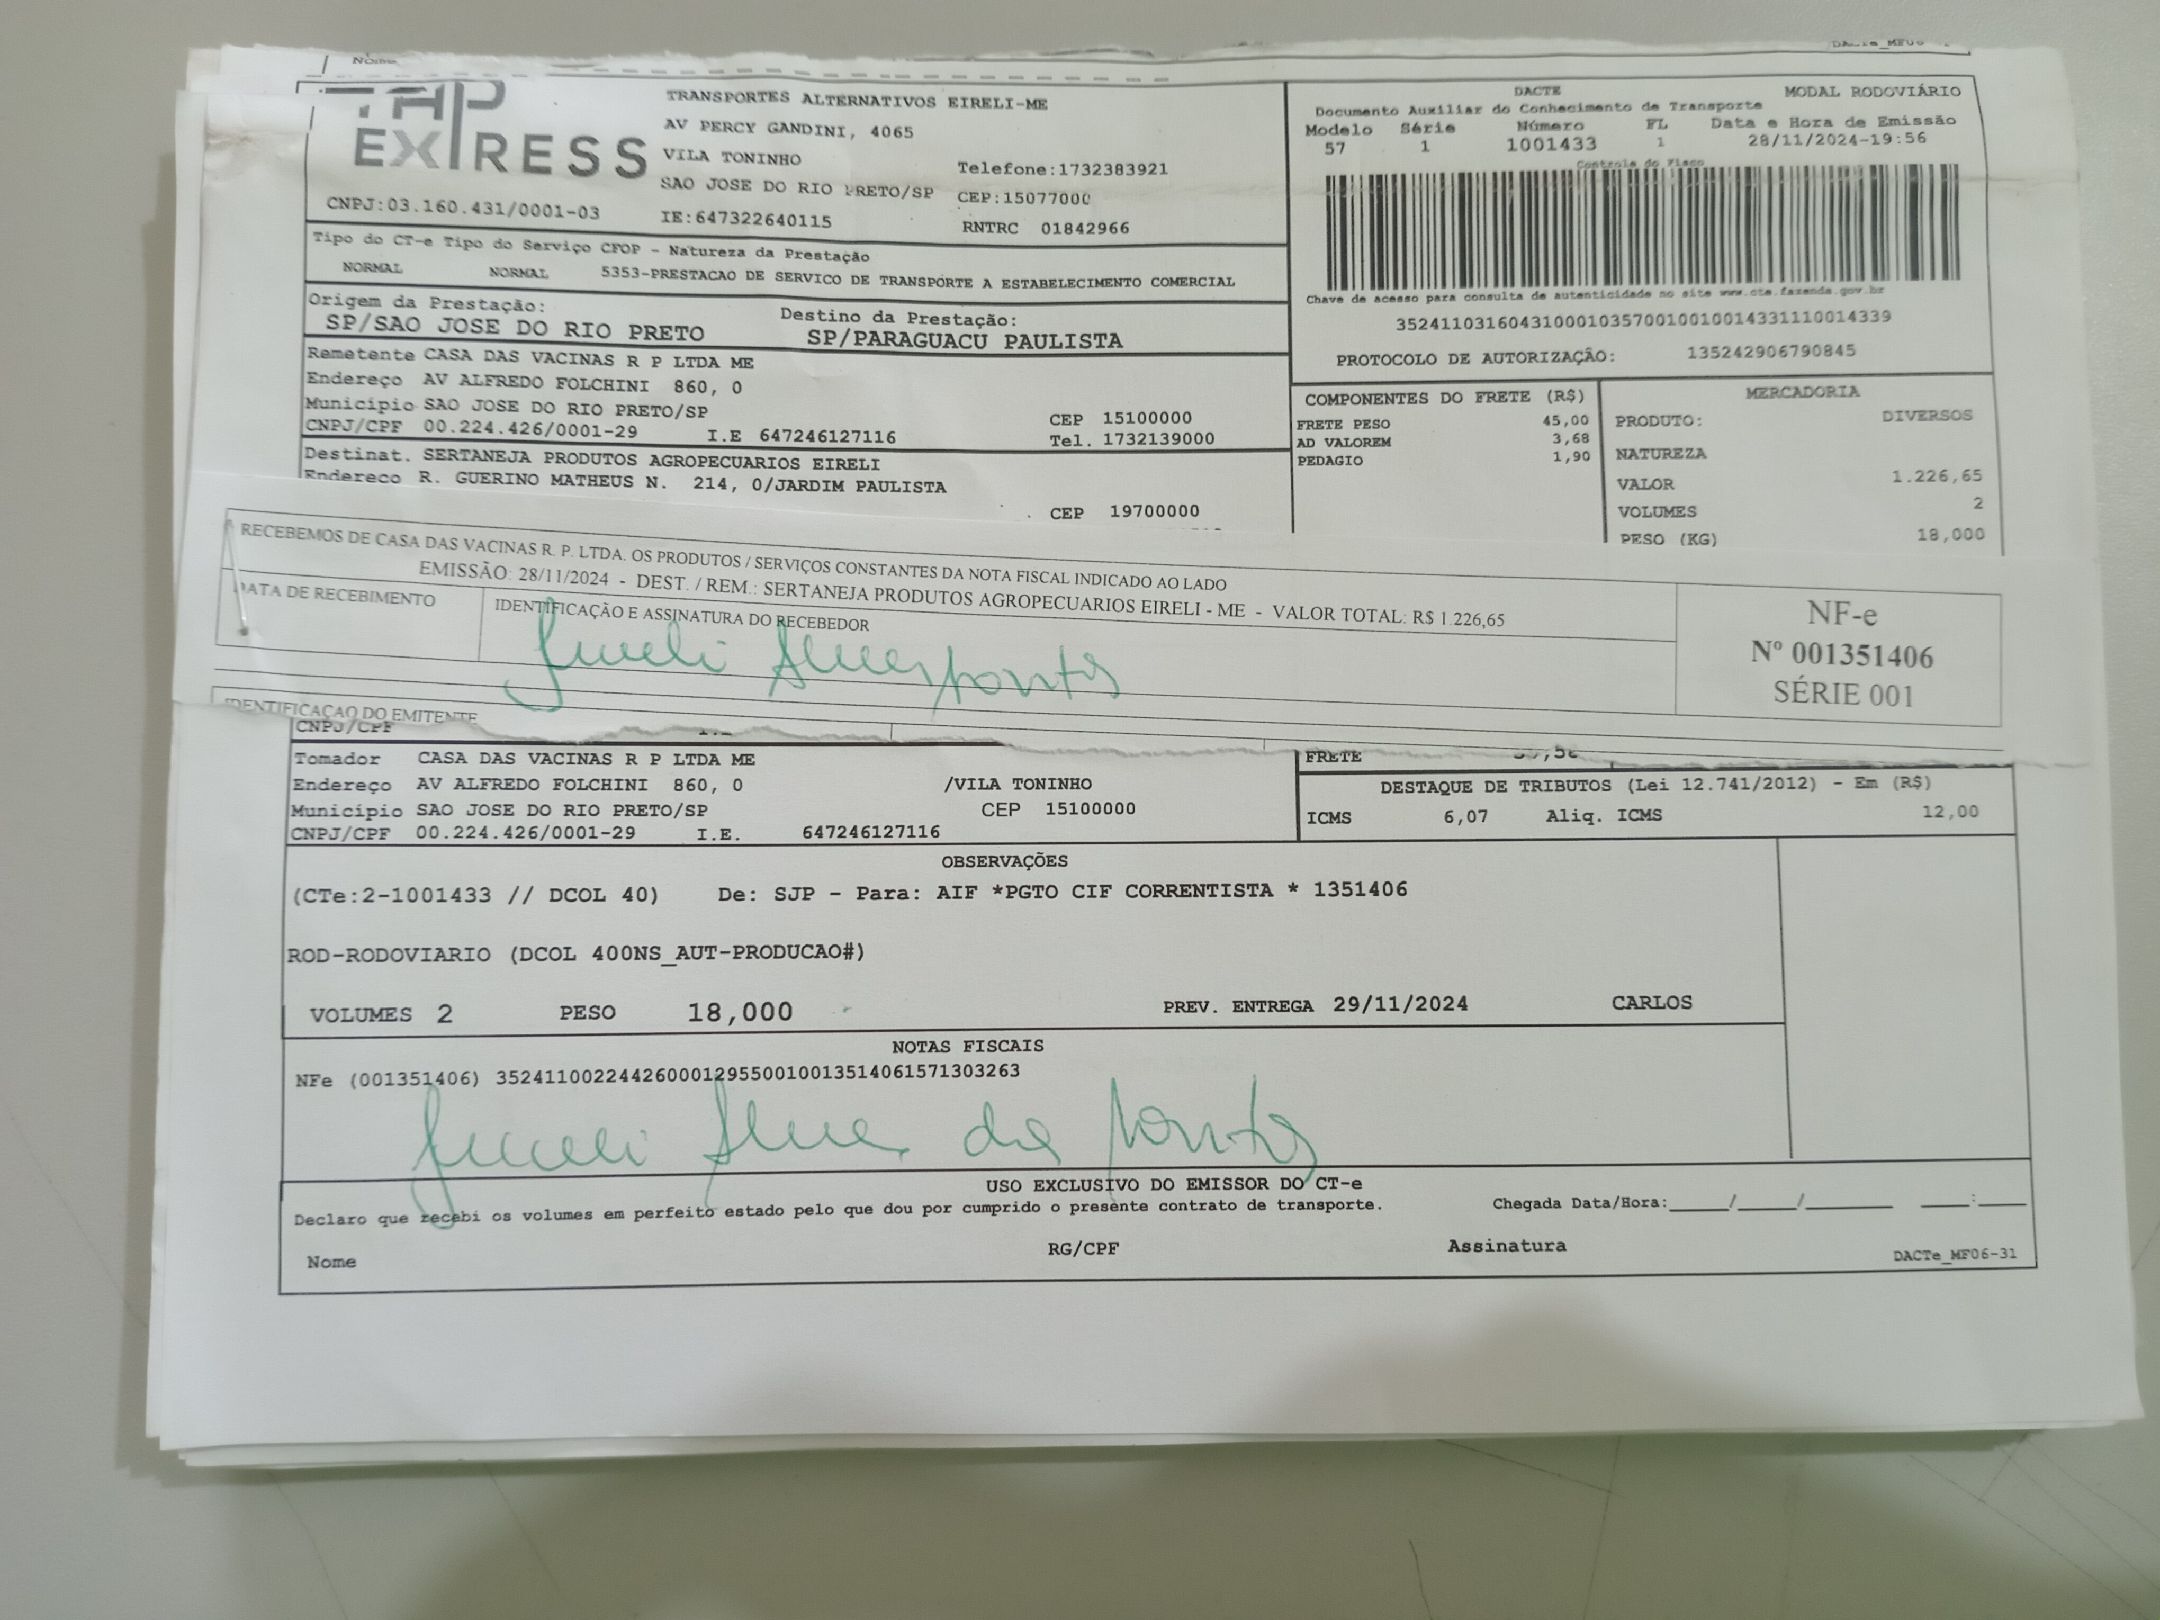 Nome
TAP
EXPRESS
TRANSPORTES ALTERNATIVOS EIRELI-ME
AV PERCY GANDINI, 4065
VILA TONINHO
Telefone:1732383921
SAO JOSE DO RIO PRETO/SP CEP:15077000
CNPJ:03.160.431/0001-03 IE:647322640115 RNTRC 01842966
DACTE MODAL RODOVIÁRIO
Documento Auxiliar do Conhecimento de Transporte
Modelo Série Número FL Data e Hora de Emissão
57 1 1001433 1 28/11/2024-19:56
Controle do Fisco
Chave de acesso para consulta de autenticidade no site www.cte.fazenda.gov.br
35241103160431000103570010010014331110014339
PROTOCOLO DE AUTORIZAÇÃO: 135242906790845
Tipo do CT-e Tipo do Serviço CFOP - Natureza da Prestação
NORMAL NORMAL 5353-PRESTACAO DE SERVICO DE TRANSPORTE A ESTABELECIMENTO COMERCIAL
Origem da Prestação: Destino da Prestação:
SP/SAO JOSE DO RIO PRETO SP/PARAGUACU PAULISTA
Remetente CASA DAS VACINAS R P LTDA ME
Endereço AV ALFREDO FOLCHINI 860, 0
Município SAO JOSE DO RIO PRETO/SP CEP 15100000
CNPJ/CPF 00.224.426/0001-29 I.E 647246127116 Tel. 1732139000
Destinat. SERTANEJA PRODUTOS AGROPECUARIOS EIRELI
Endereco R. GUERINO MATHEUS N. 214, 0/JARDIM PAULISTA
CEP 19700000
COMPONENTES DO FRETE (R$)
FRETE PESO 45,00
AD VALOREM 3,68
PEDAGIO 1,90
MERCADORIA
PRODUTO: DIVERSOS
NATUREZA
VALOR 1.226,65
VOLUMES 2
PESO (KG) 18,000
RECEBEMOS DE CASA DAS VACINAS R. P. LTDA. OS PRODUTOS / SERVIÇOS CONSTANTES DA NOTA FISCAL INDICADO AO LADO
EMISSÃO: 28/11/2024 - DEST. / REM.: SERTANEJA PRODUTOS AGROPECUARIOS EIRELI - ME - VALOR TOTAL: R$ 1.226,65
DATA DE RECEBIMENTO IDENTIFICAÇÃO E ASSINATURA DO RECEBEDOR
NF-e
Nº 001351406
SÉRIE 001
IDENTIFICAÇAO DO EMITENTE
CNPJ/CPF
Tomador CASA DAS VACINAS R P LTDA ME
Endereço AV ALFREDO FOLCHINI 860, 0 /VILA TONINHO
Município SAO JOSE DO RIO PRETO/SP CEP 15100000
CNPJ/CPF 00.224.426/0001-29 I.E. 647246127116
FRETE
DESTAQUE DE TRIBUTOS (Lei 12.741/2012) - Em (R$)
ICMS 6,07 Aliq. ICMS 12,00
OBSERVAÇÕES
(CTe:2-1001433 // DCOL 40) De: SJP - Para: AIF *PGTO CIF CORRENTISTA * 1351406
ROD-RODOVIARIO (DCOL 400NS_AUT-PRODUCAO#)
VOLUMES 2 PESO 18,000 PREV. ENTREGA 29/11/2024 CARLOS
NOTAS FISCAIS
NFe (001351406) 35241100224426000129550010013514061571303263
da
USO EXCLUSIVO DO EMISSOR DO CT-e
Declaro que recebi os volumes em perfeito estado pelo que dou por cumprido o presente contrato de transporte. Chegada Data/Hora:_____/_____/________ ____:____
Nome RG/CPF Assinatura DACTe_MF06-31